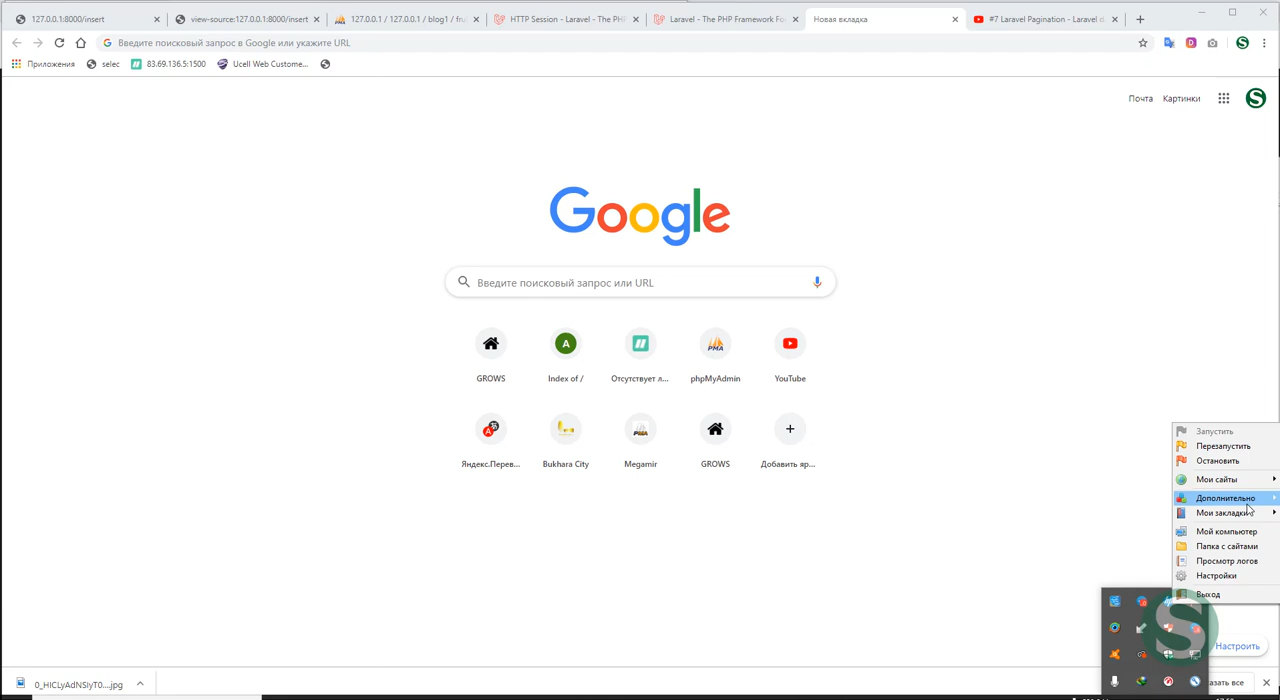 127.0.0.1:8000/insert
view-source:127.0.0.1:8000/insert
127.0.0.1 / 127.0.0.1 / blog1 / fru
HTTP Session - Laravel - The PHP
Laravel - The PHP Framework Fo
Новая вкладка
#7 Laravel Pagination - Laravel d
Введите поисковый запрос в Google или укажите URL
Приложения
selec
83.69.136.5:1500
Ucell Web Custome...
Почта
Картинки
Google
Введите поисковый запрос или URL
GROWS
Index of /
Отсутствует л...
phpMyAdmin
YouTube
Яндекс.Перев...
Bukhara City
Megamir
GROWS
Добавить яр...
Запустить
Перезапустить
Остановить
Мои сайты
Дополнительно
Мои закладки
Мой компьютер
Папка с сайтами
Просмотр логов
Настройки
Выход
Настроить
0_HICLyAdNSIyT0....jpg